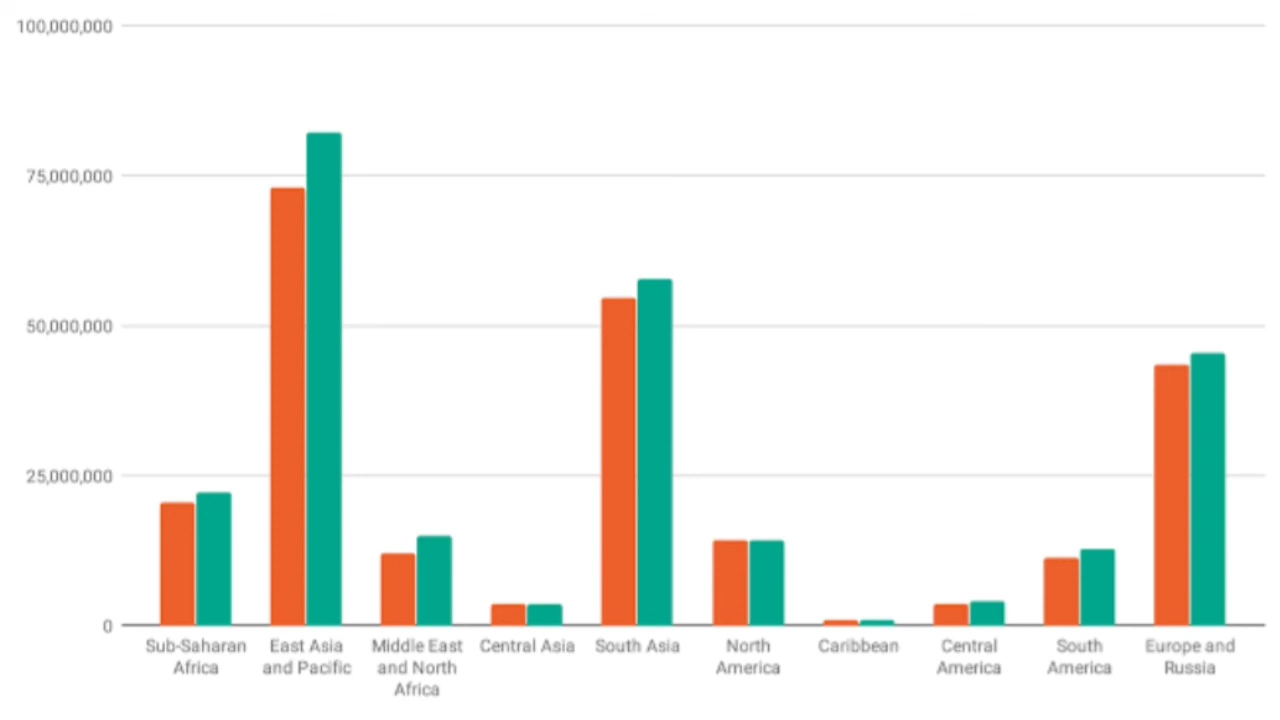 100,000,000
75,000,000
50,000,000
25,000,000
0
Sub-Saharan
Africa
East Asia
and Pacific
Middle East
and North
Africa
Central Asia
South Asia
North
America
Caribbean
Central
America
South
America
Europe and
Russia